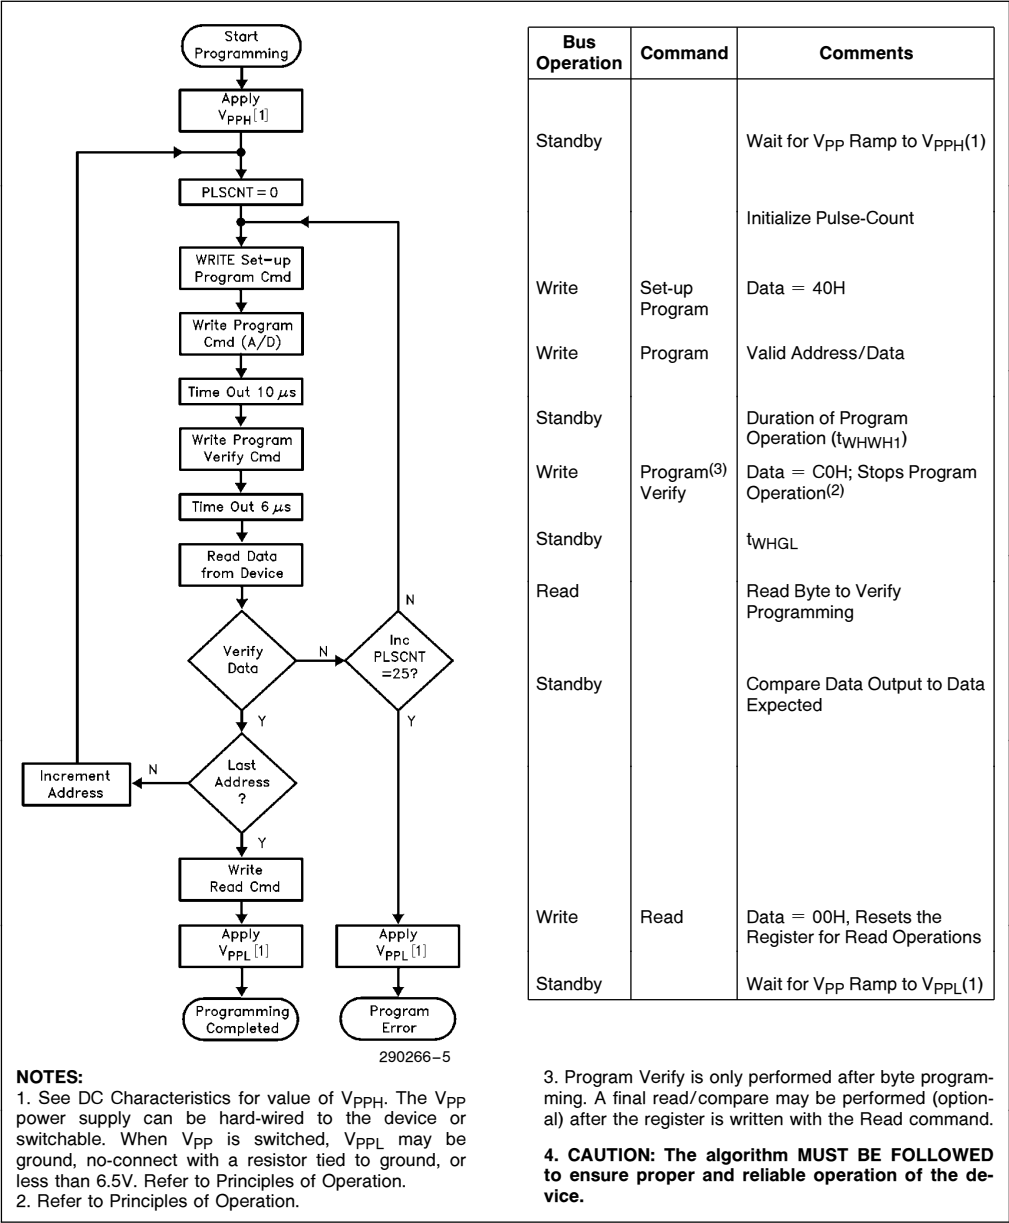 Start
Programming
Apply
VPPH[1]
PLSCNT = 0
WRITE Set-up
Program Cmd
Write Program
Cmd (A/D)
Time Out 10 μs
Write Program
Verify Cmd
Time Out 6 μs
Read Data
from Device
Verify
Data
N
Inc
PLSCNT
=25?
N
Y
Y
Last
Address
?
N
Increment
Address
Y
Write
Read Cmd
Apply
VPPL[1]
Apply
VPPL[1]
Programming
Completed
Program
Error
290266-5
Bus
Operation
Command
Comments
Standby
Wait for VPP Ramp to VPPH(1)
Initialize Pulse-Count
Write
Set-up
Program
Data = 40H
Write
Program
Valid Address/Data
Standby
Duration of Program
Operation (tWHWH1)
Write
Program(3)
Verify
Data = C0H; Stops Program
Operation(2)
Standby
tWHGL
Read
Read Byte to Verify
Programming
Standby
Compare Data Output to Data
Expected
Write
Read
Data = 00H, Resets the
Register for Read Operations
Standby
Wait for VPP Ramp to VPPL(1)
NOTES:
1. See DC Characteristics for value of VPPH. The VPP
power supply can be hard-wired to the device or
switchable. When VPP is switched, VPPL may be
ground, no-connect with a resistor tied to ground, or
less than 6.5V. Refer to Principles of Operation.
2. Refer to Principles of Operation.
3. Program Verify is only performed after byte program-
ming. A final read/compare may be performed (option-
al) after the register is written with the Read command.
4. CAUTION: The algorithm MUST BE FOLLOWED
to ensure proper and reliable operation of the de-
vice.